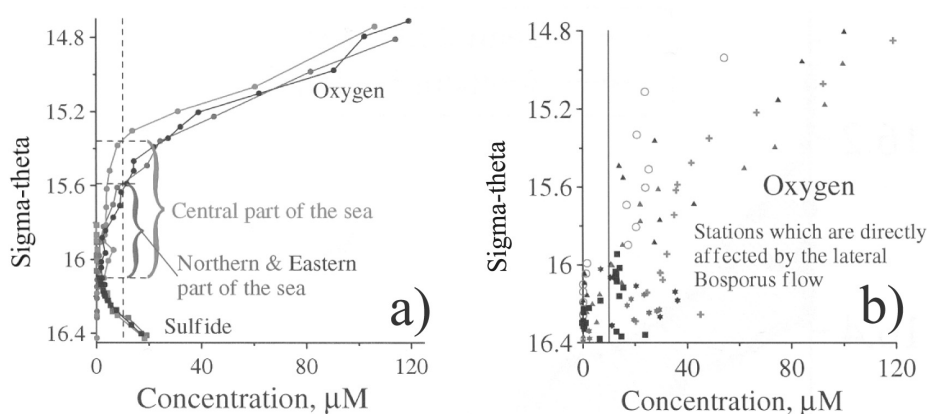 14.8
15.2
15.6
16
16.4
Sigma-theta
Oxygen
Central part of the sea
Northern & Eastern
part of the sea
Sulfide
a)
0
40
80
120
Concentration, µM
14.8
15.2
15.6
16
16.4
Sigma-theta
Oxygen
Stations which are directly
affected by the lateral
Bosporus flow
b)
0
40
80
120
Concentration, µM